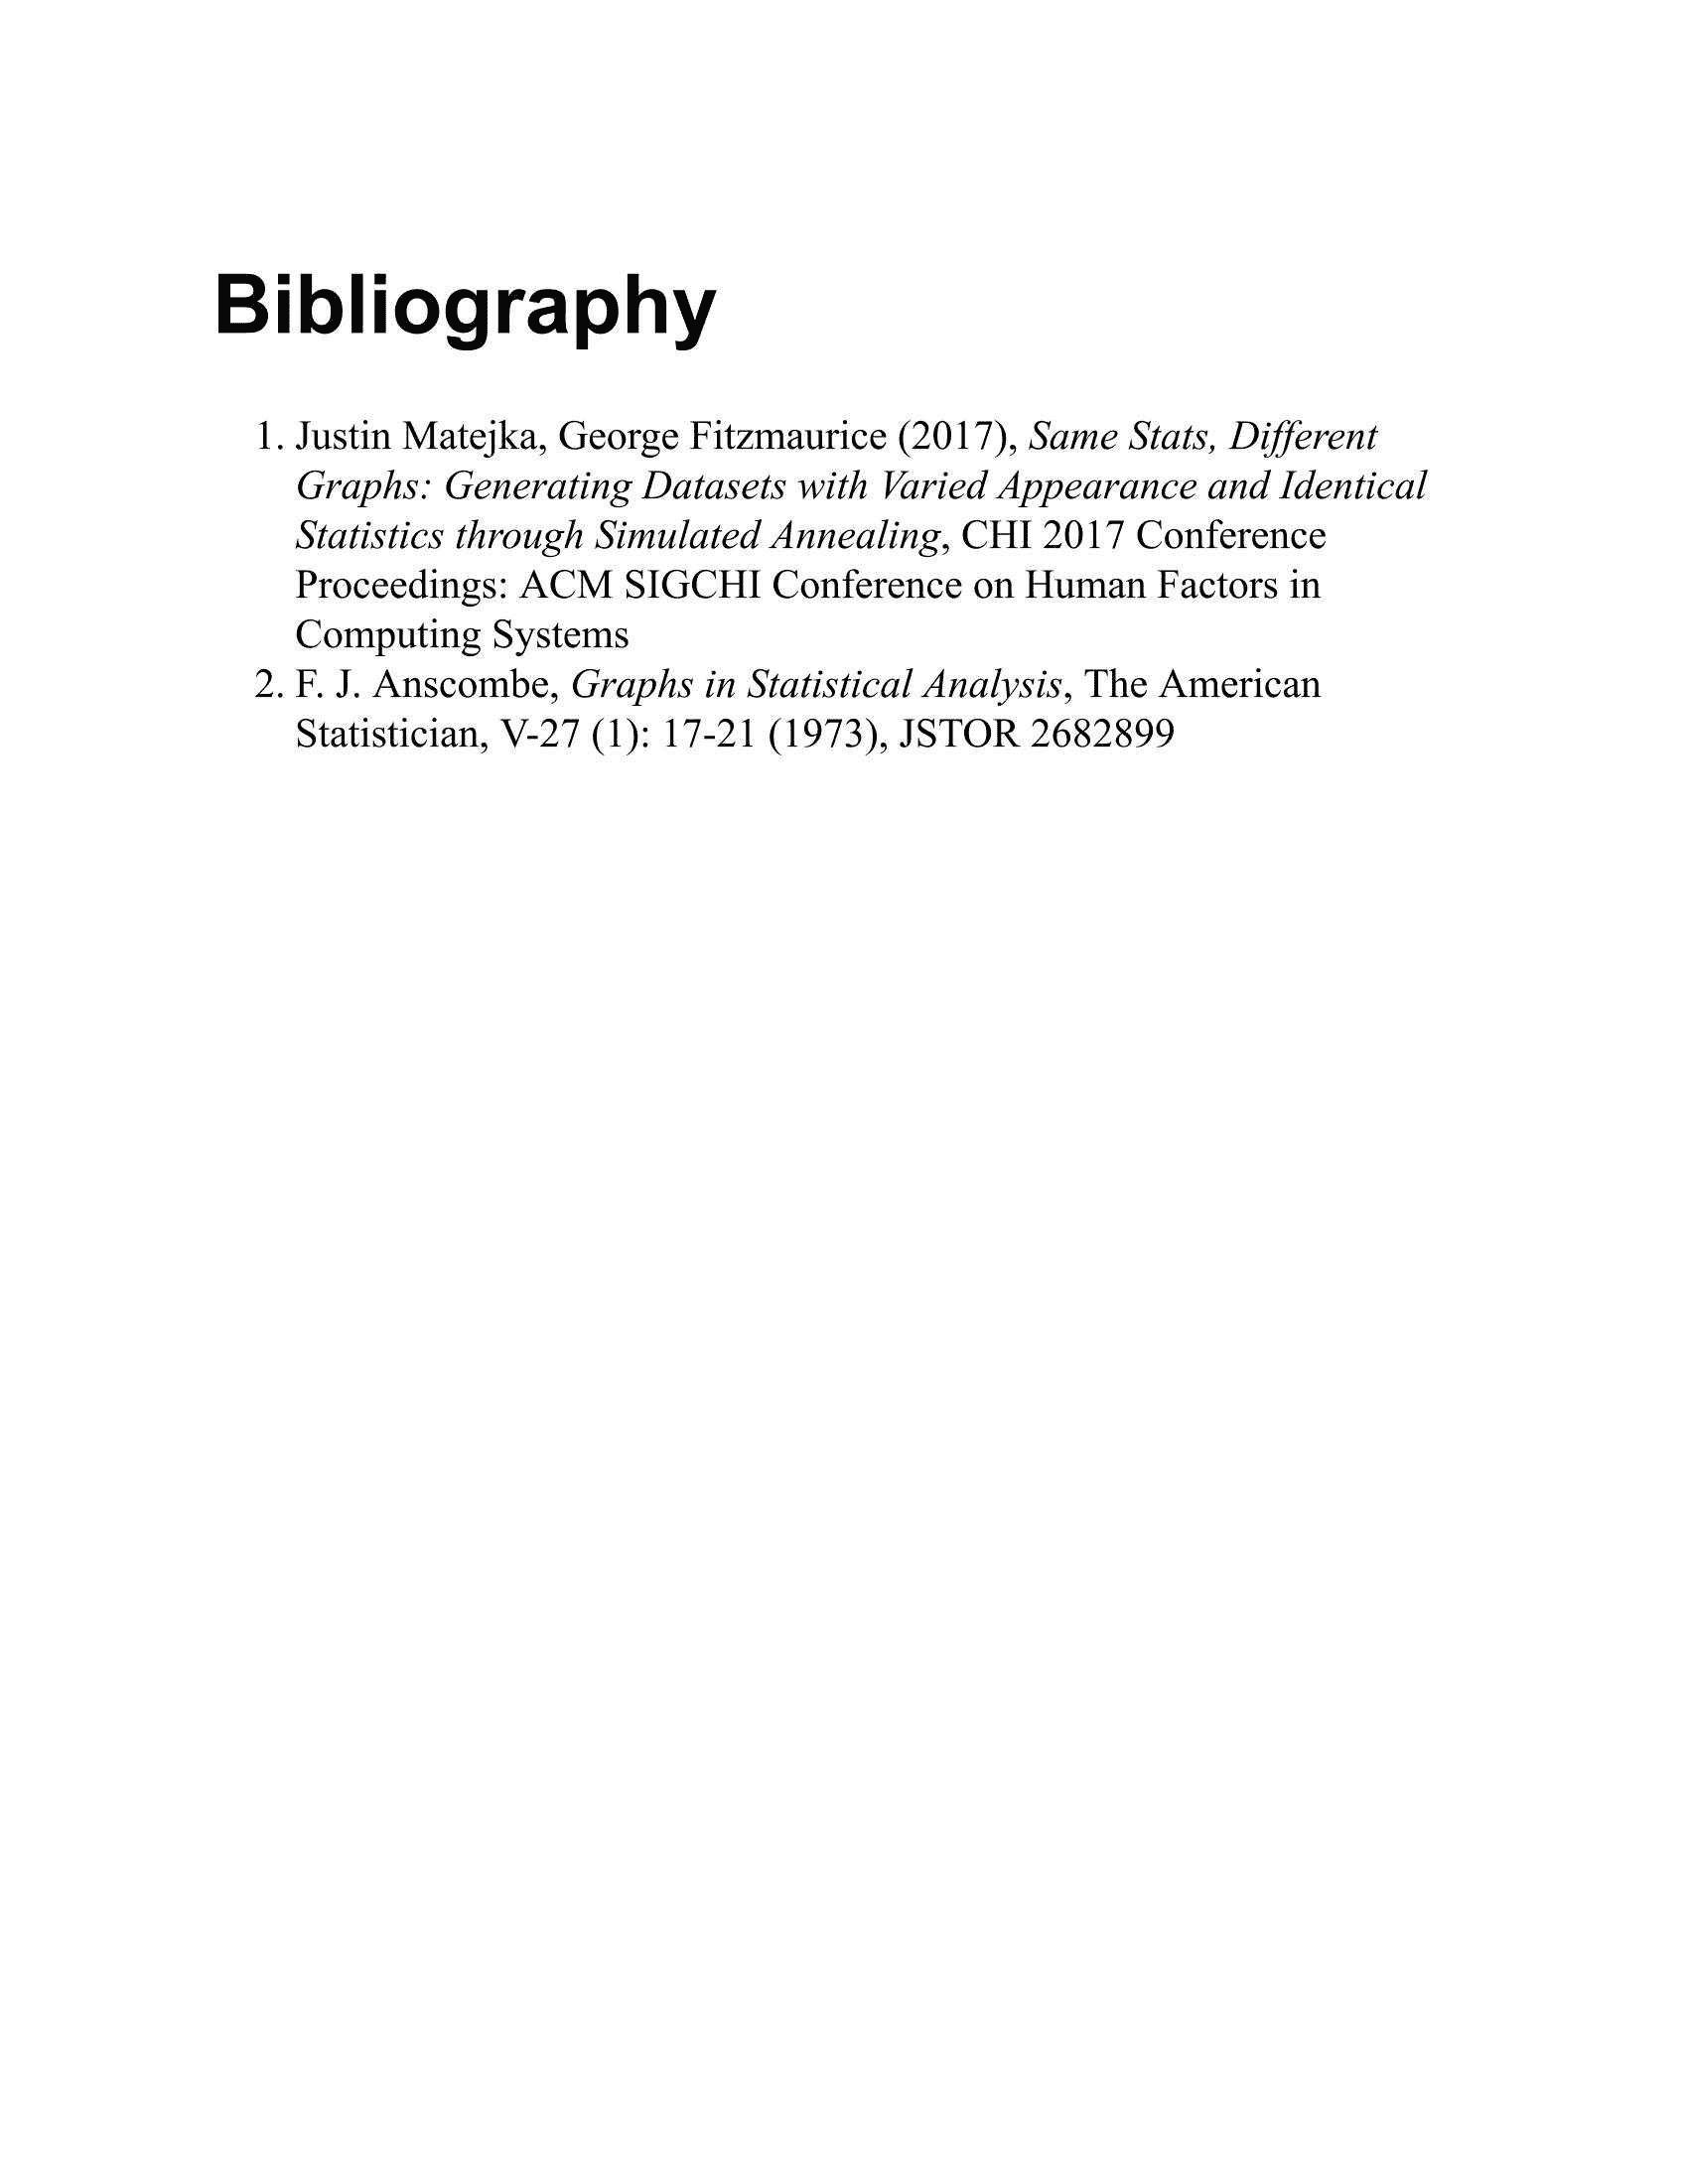 Bibliography
1. Justin Matejka, George Fitzmaurice (2017), Same Stats, Different
Graphs: Generating Datasets with Varied Appearance and Identical
Statistics through Simulated Annealing, CHI 2017 Conference
Proceedings: ACM SIGCHI Conference on Human Factors in
Computing Systems
2. F. J. Anscombe, Graphs in Statistical Analysis, The American
Statistician, V-27 (1): 17-21 (1973), JSTOR 2682899